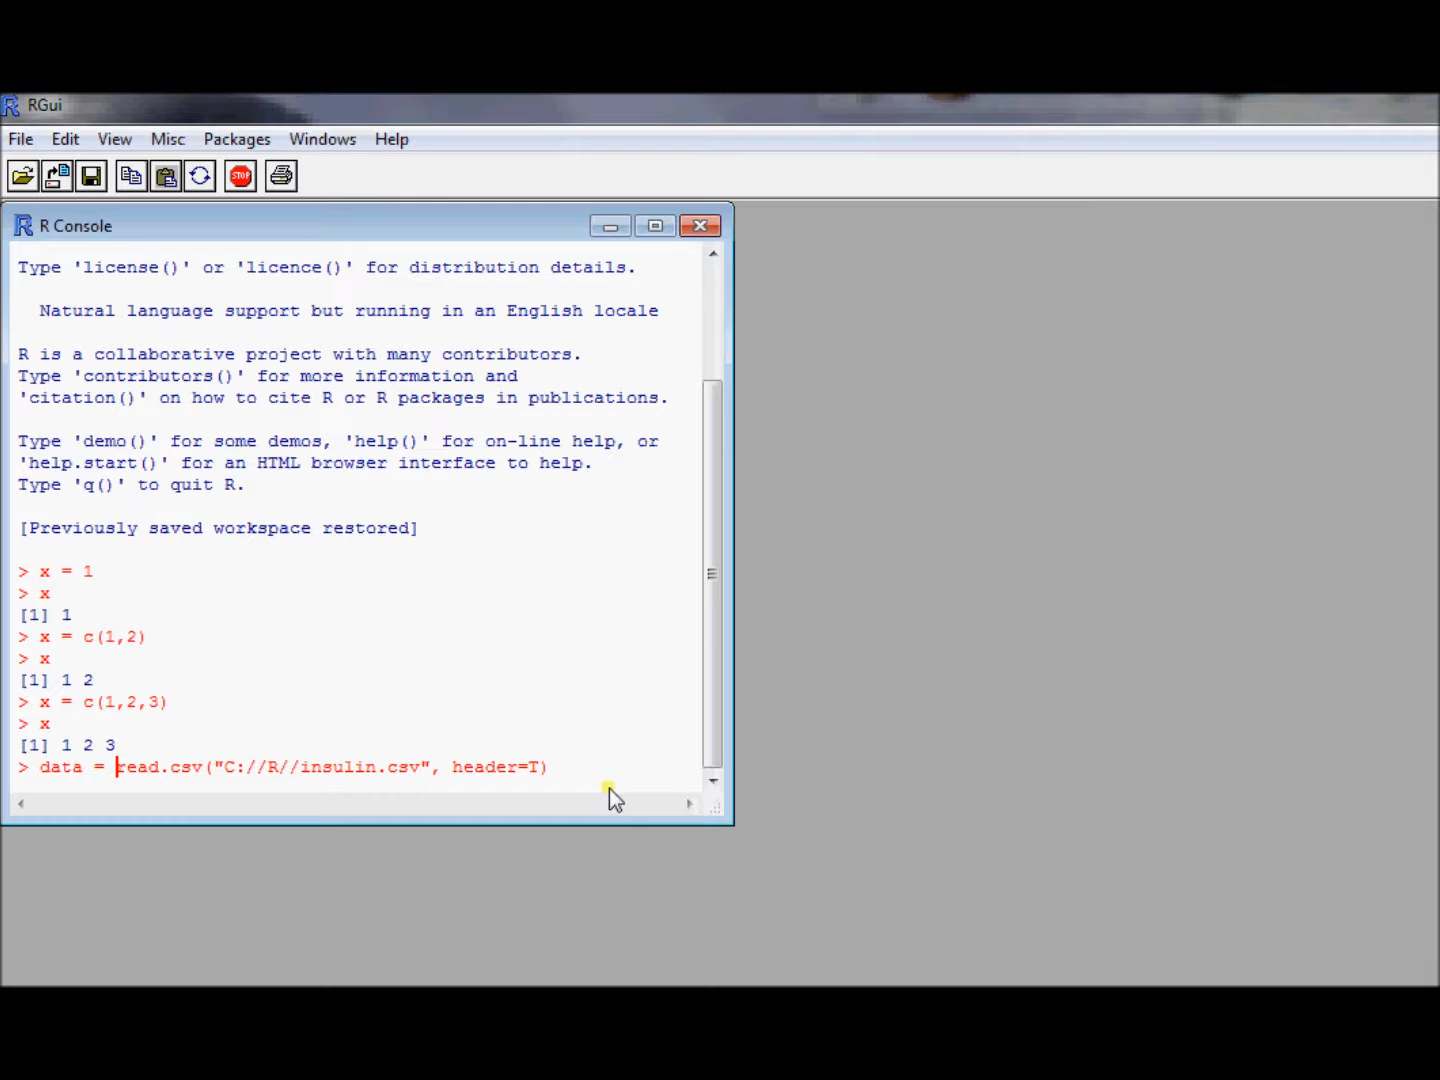 RGui
File Edit View Misc Packages Windows Help
STOP
R Console
Type 'license()' or 'licence()' for distribution details.
Natural language support but running in an English locale
R is a collaborative project with many contributors.
Type 'contributors()' for more information and
'citation()' on how to cite R or R packages in publications.
Type 'demo()' for some demos, 'help()' for on-line help, or
'help.start()' for an HTML browser interface to help.
Type 'q()' to quit R.
[Previously saved workspace restored]
> x = 1
> x
[1] 1
> x = c(1,2)
> x
[1] 1 2
> x = c(1,2,3)
> x
[1] 1 2 3
> data = read.csv("C://R//insulin.csv", header=T)